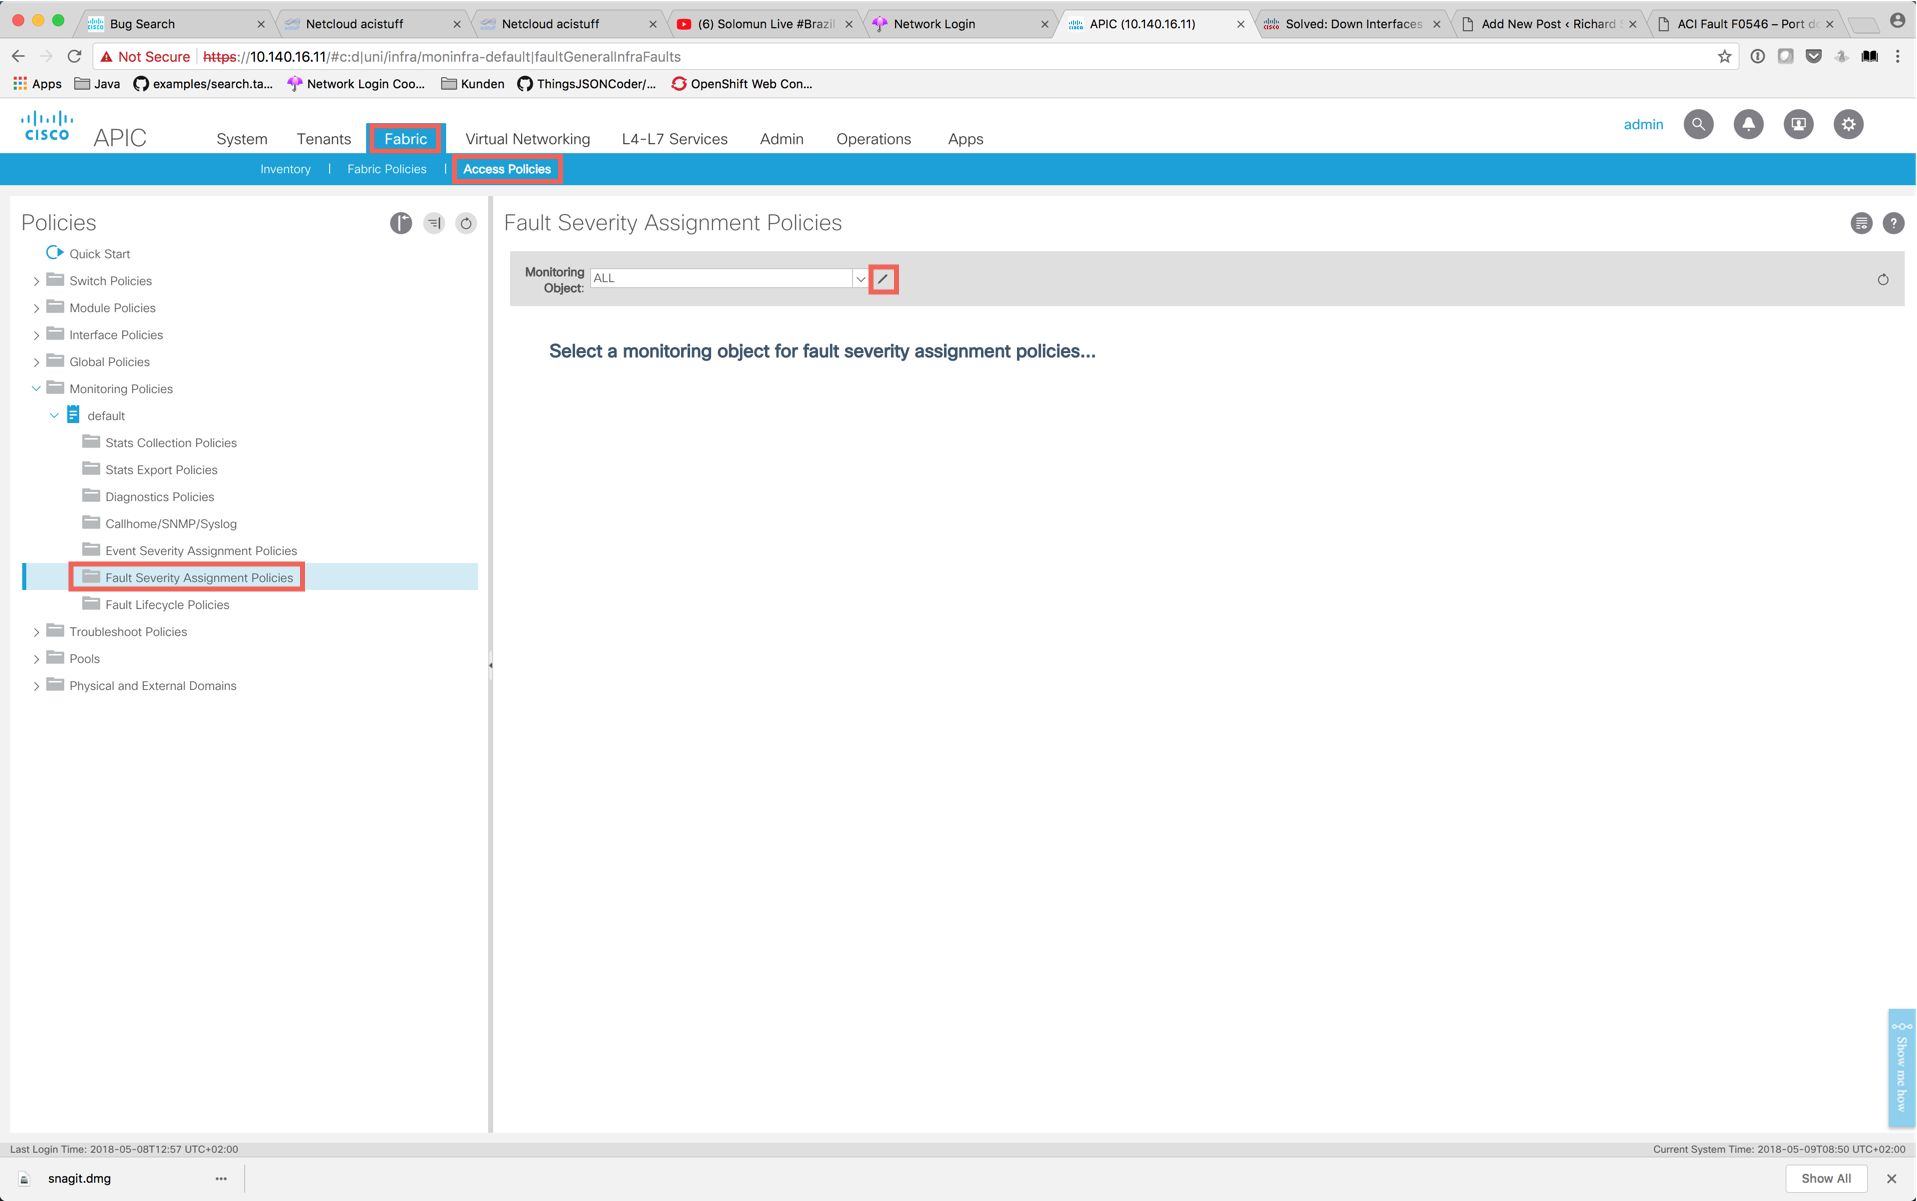 Bug Search
Netcloud acistuff
Netcloud acistuff
(6) Solomun Live #Brazil
Network Login
APIC (10.140.16.11)
Solved: Down Interfaces
Add New Post ‹ Richard
ACI Fault F0546 – Port
Not Secure
https://10.140.16.11/#c:d|uni/infra/moninfra-default|faultGeneralInfraFaults
Apps
Java
examples/search.ta...
Network Login Coo...
Kunden
ThingsJSONCoder/...
OpenShift Web Con...
CISCO
APIC
System
Tenants
Fabric
Virtual Networking
L4-L7 Services
Admin
Operations
Apps
admin
Inventory | Fabric Policies | Access Policies
Policies
Quick Start
Switch Policies
Module Policies
Interface Policies
Global Policies
Monitoring Policies
default
Stats Collection Policies
Stats Export Policies
Diagnostics Policies
Callhome/SNMP/Syslog
Event Severity Assignment Policies
Fault Severity Assignment Policies
Fault Lifecycle Policies
Troubleshoot Policies
Pools
Physical and External Domains
Fault Severity Assignment Policies
Monitoring
Object:
ALL
Select a monitoring object for fault severity assignment policies...
Show me how
Last Login Time: 2018-05-08T12:57 UTC+02:00
Current System Time: 2018-05-09T08:50 UTC+02:00
snagit.dmg
Show All